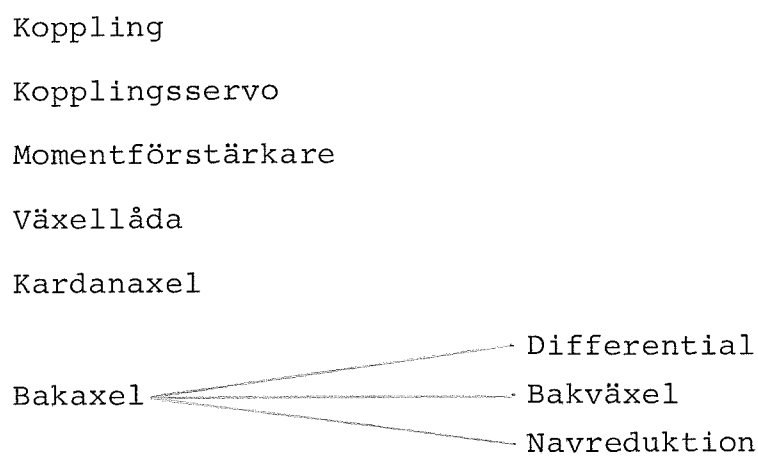 Koppling
Kopplingsservo
Momentförstärkare
Växellåda
Kardanaxel
Differential
Bakaxel Bakväxel
Navreduktion